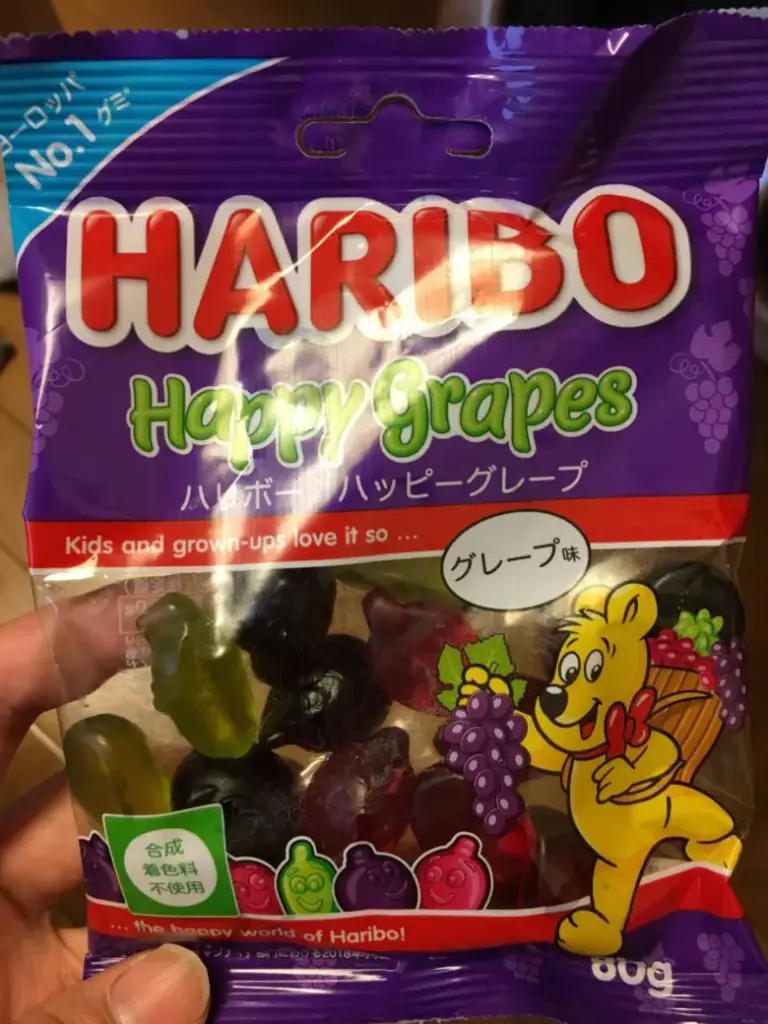 ヨーロッパ
No.1 グミ*
HARIBO
Happy Grapes
ハリボー ハッピーグレープ
Kids and grown-ups love it so ...
グレープ味
合成
着色料
不使用
... the happy world of Haribo!
80g